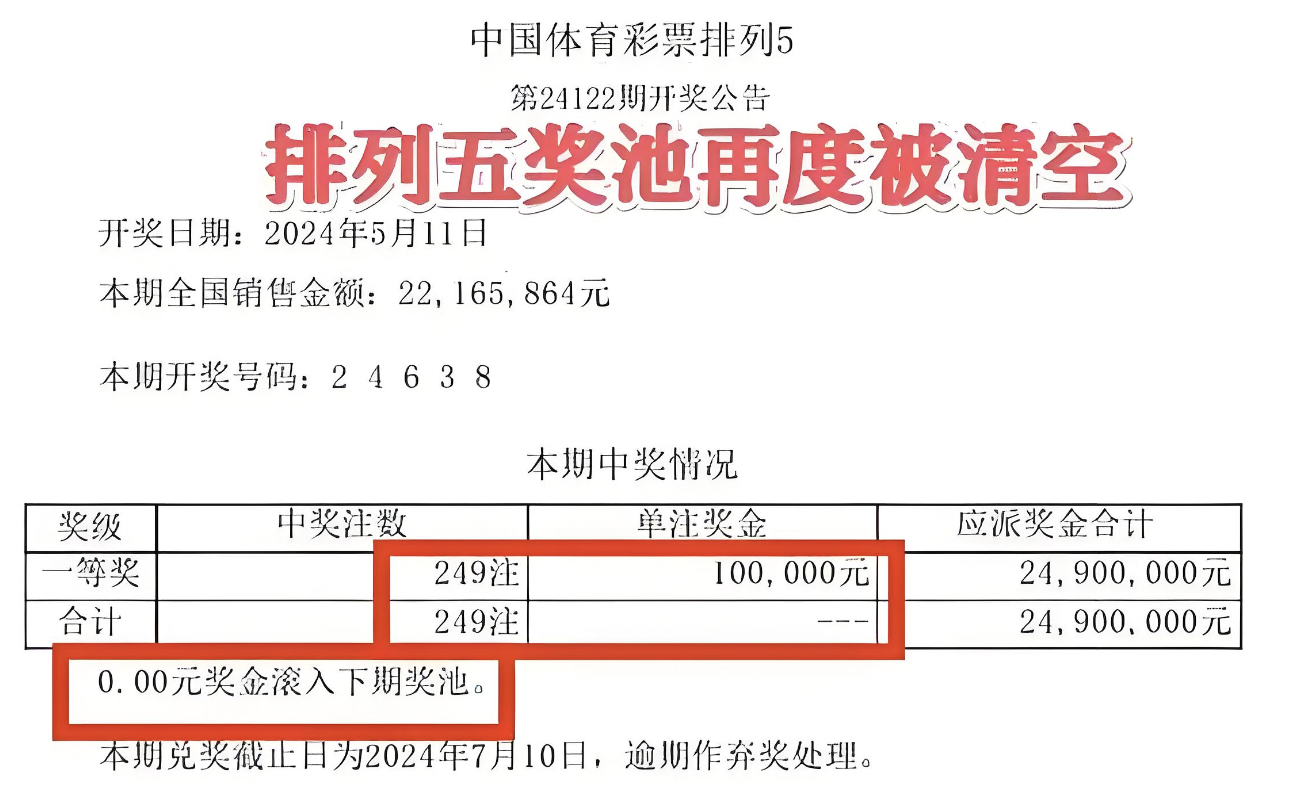 中国体育彩票排列5
第24122期开奖公告
排列五奖池再度被清空
开奖日期：2024年5月11日
本期全国销售金额：22,165,864元
本期开奖号码：2 4 6 3 8
本期中奖情况
奖级 中奖注数 单注奖金 应派奖金合计
一等奖 249注 100,000元 24,900,000元
合计 249注 --- 24,900,000元
0.00元奖金滚入下期奖池。
本期兑奖截止日为2024年7月10日，逾期作弃奖处理。